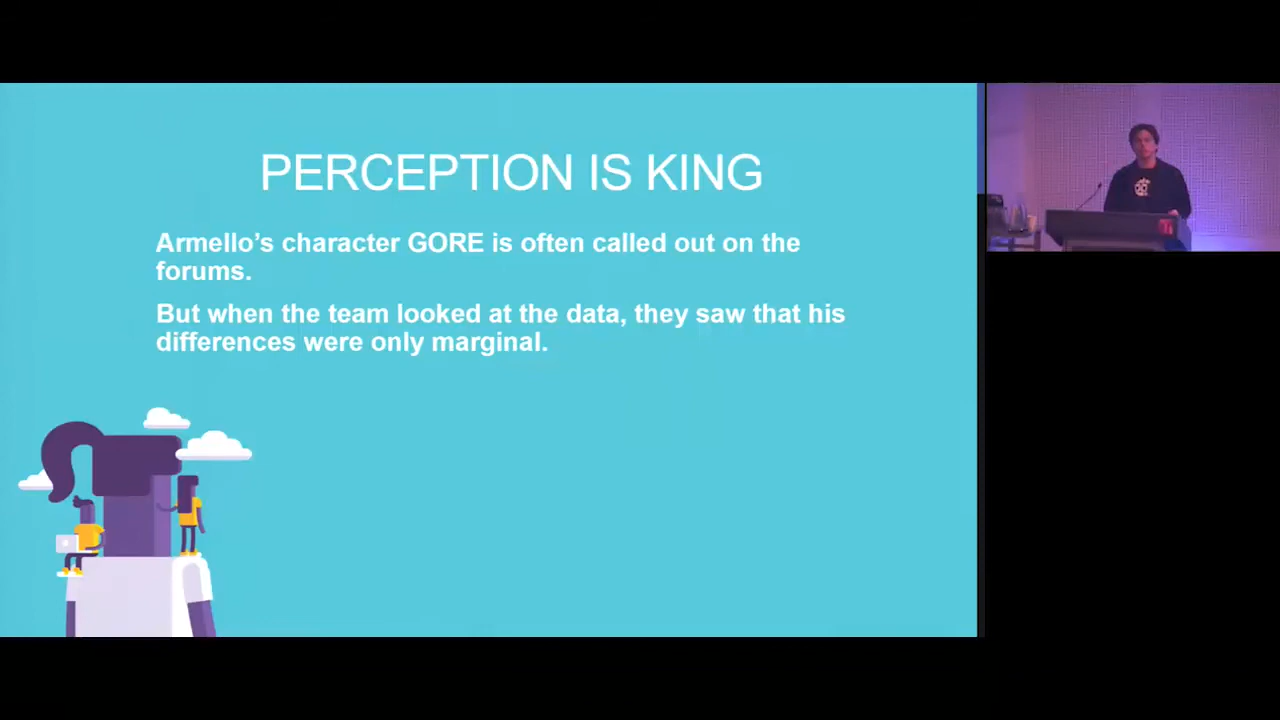 PERCEPTION IS KING
Armello’s character GORE is often called out on the
forums.
But when the team looked at the data, they saw that his
differences were only marginal.